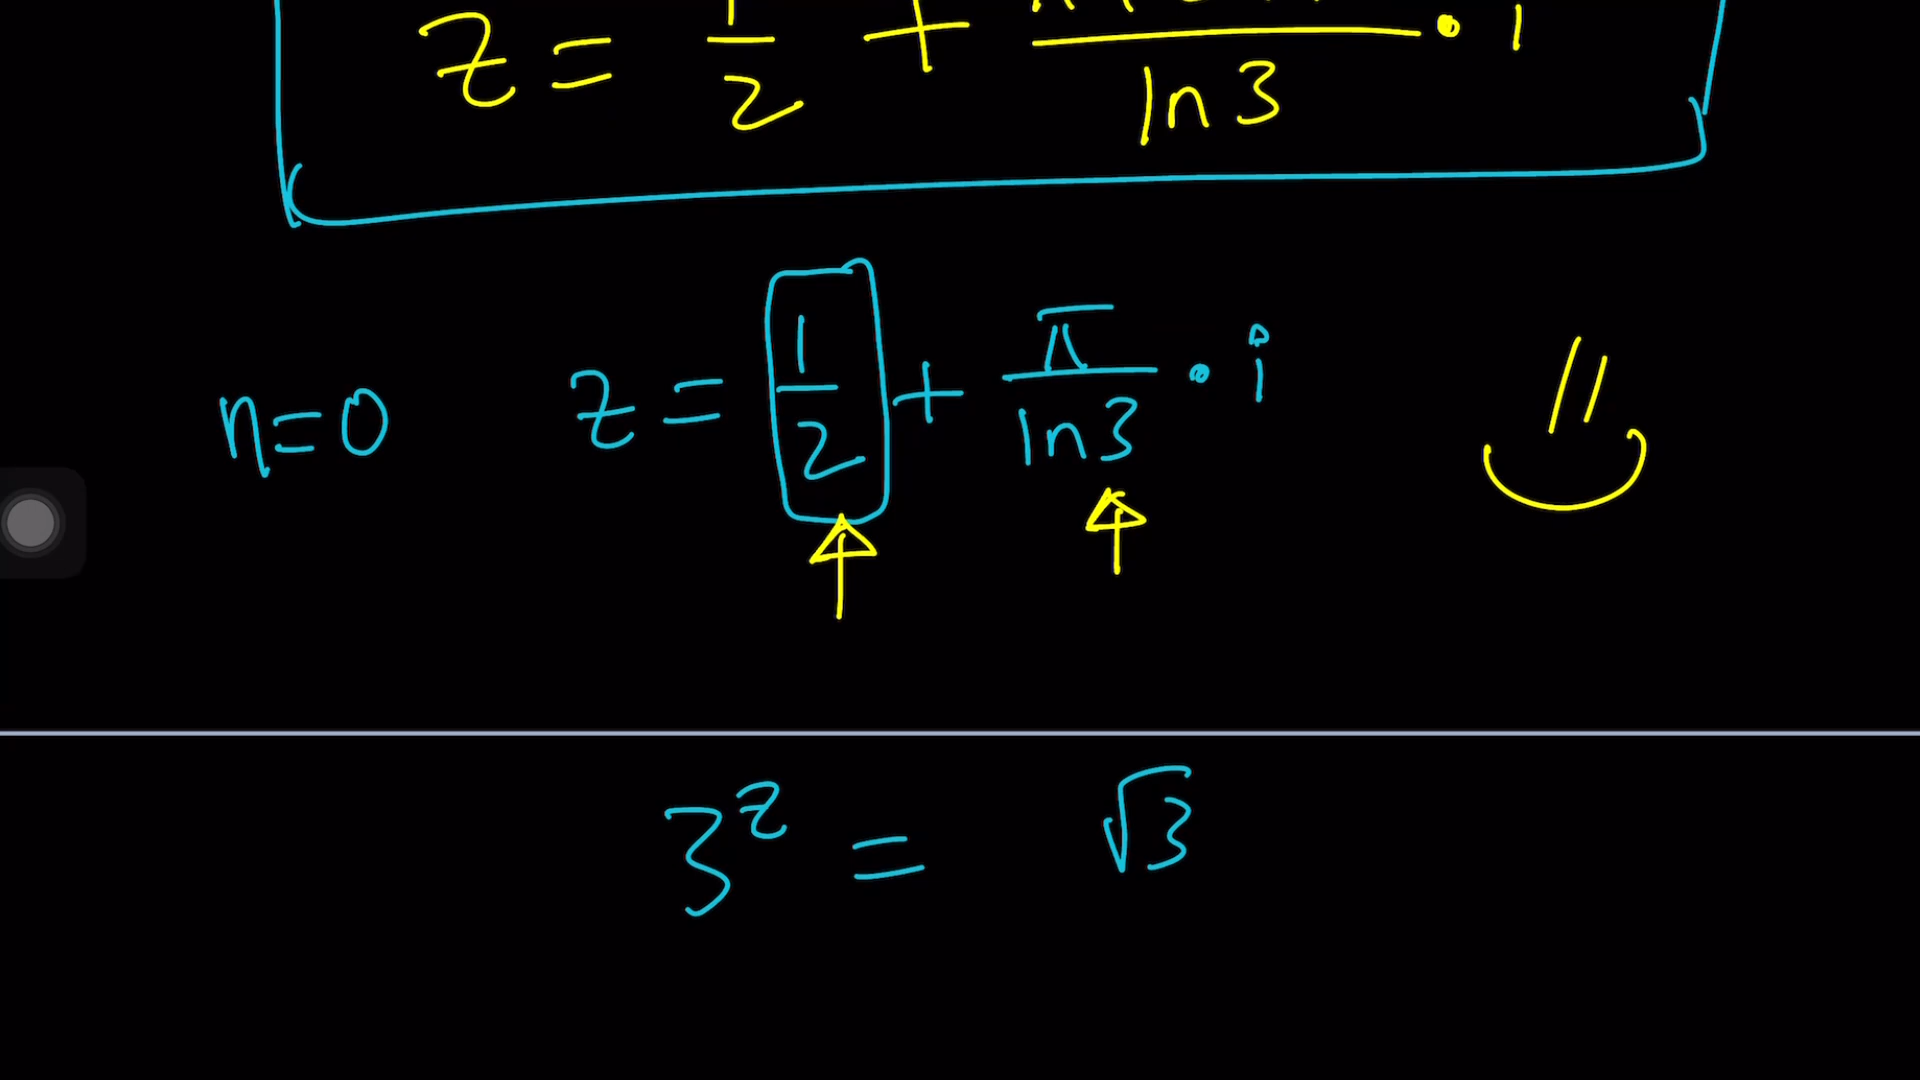 z = 1/2 + /ln3 • i
n=0 z = 1/2 + π/ln3 • i
3^z = √3